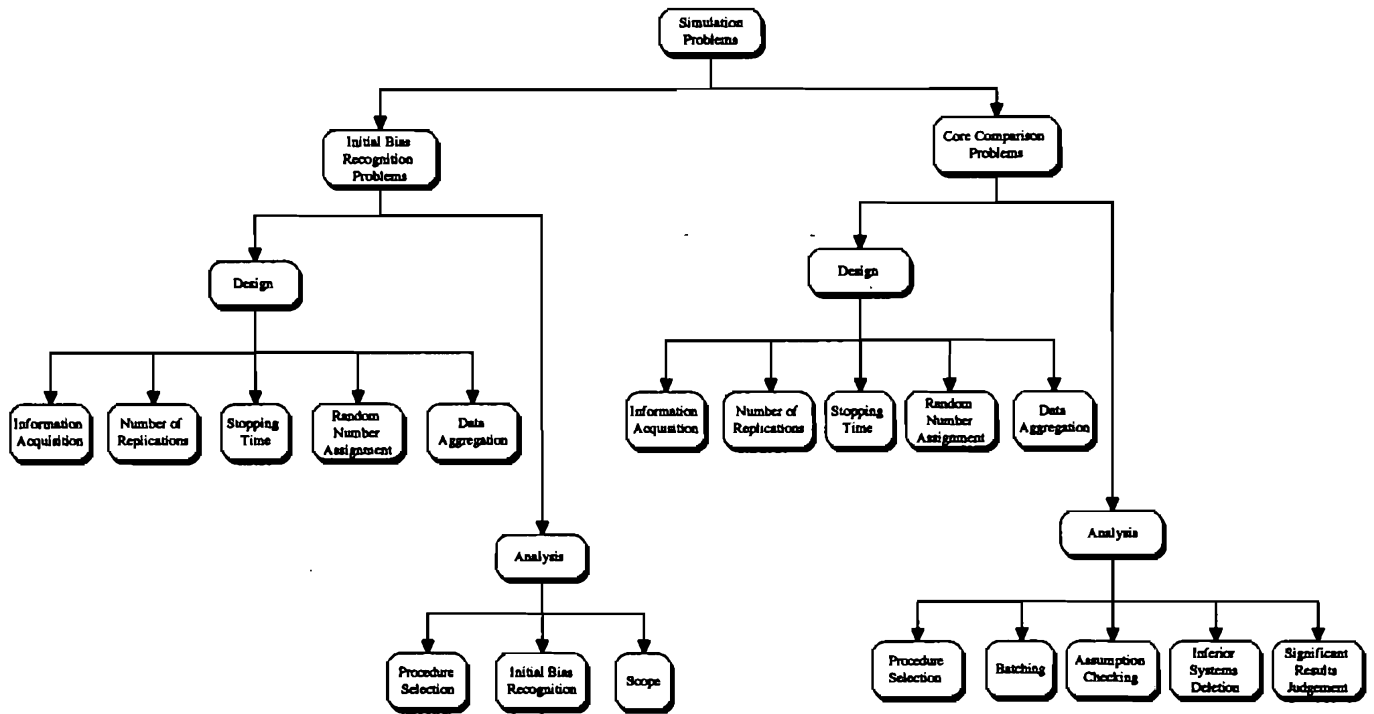 Simulation
Problems
Initial Bias
Recognition
Problems
Core Comparison
Problems
Design
Design
Information
Acquisition
Number of
Replications
Stopping
Time
Random
Number
Assignment
Data
Aggregation
Information
Acquisition
Number of
Replications
Stopping
Time
Random
Number
Assignment
Data
Aggregation
Analysis
Analysis
Procedure
Selection
Initial Bias
Recognition
Scope
Procedure
Selection
Batching
Assumption
Checking
Inferior
Systems
Deletion
Significant
Results
Judgement